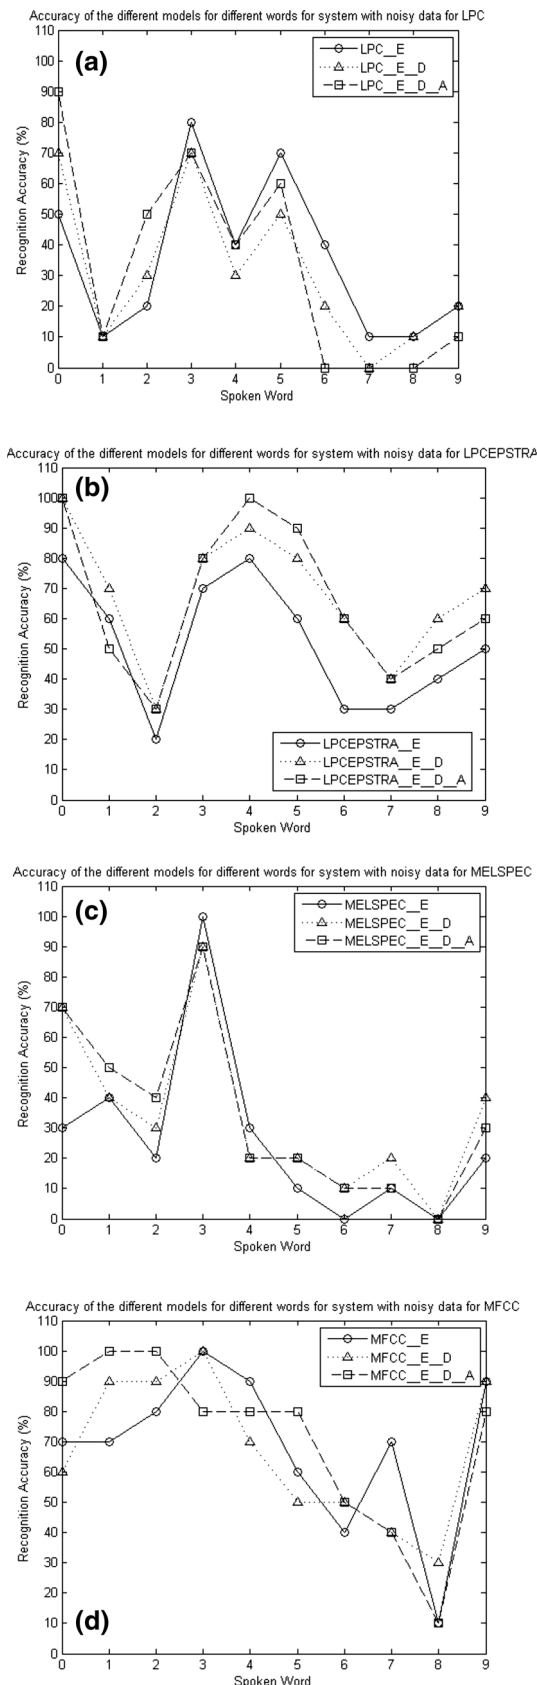 Accuracy of the different models for different words for system with noisy data for LPC
(a)
LPC__E
LPC__E__D
LPC__E__D__A
Recognition Accuracy (%)
110
100
90
80
70
60
50
40
30
20
10
0
0 1 2 3 4 5 6 7 8 9
Spoken Word
Accuracy of the different models for different words for system with noisy data for LPCEPSTRA
(b)
Recognition Accuracy (%)
110
100
90
80
70
60
50
40
30
20
10
0
LPCEPSTRA__E
LPCEPSTRA__E__D
LPCEPSTRA__E__D__A
0 1 2 3 4 5 6 7 8 9
Spoken Word
Accuracy of the different models for different words for system with noisy data for MELSPEC
(c)
MELSPEC__E
MELSPEC__E__D
MELSPEC__E__D__A
Recognition Accuracy (%)
110
100
90
80
70
60
50
40
30
20
10
0
0 1 2 3 4 5 6 7 8 9
Spoken Word
Accuracy of the different models for different words for system with noisy data for MFCC
MFCC__E
MFCC__E__D
MFCC__E__D__A
Recognition Accuracy (%)
110
100
90
80
70
60
50
40
30
20
10
0
(d)
0 1 2 3 4 5 6 7 8 9
Spoken Word